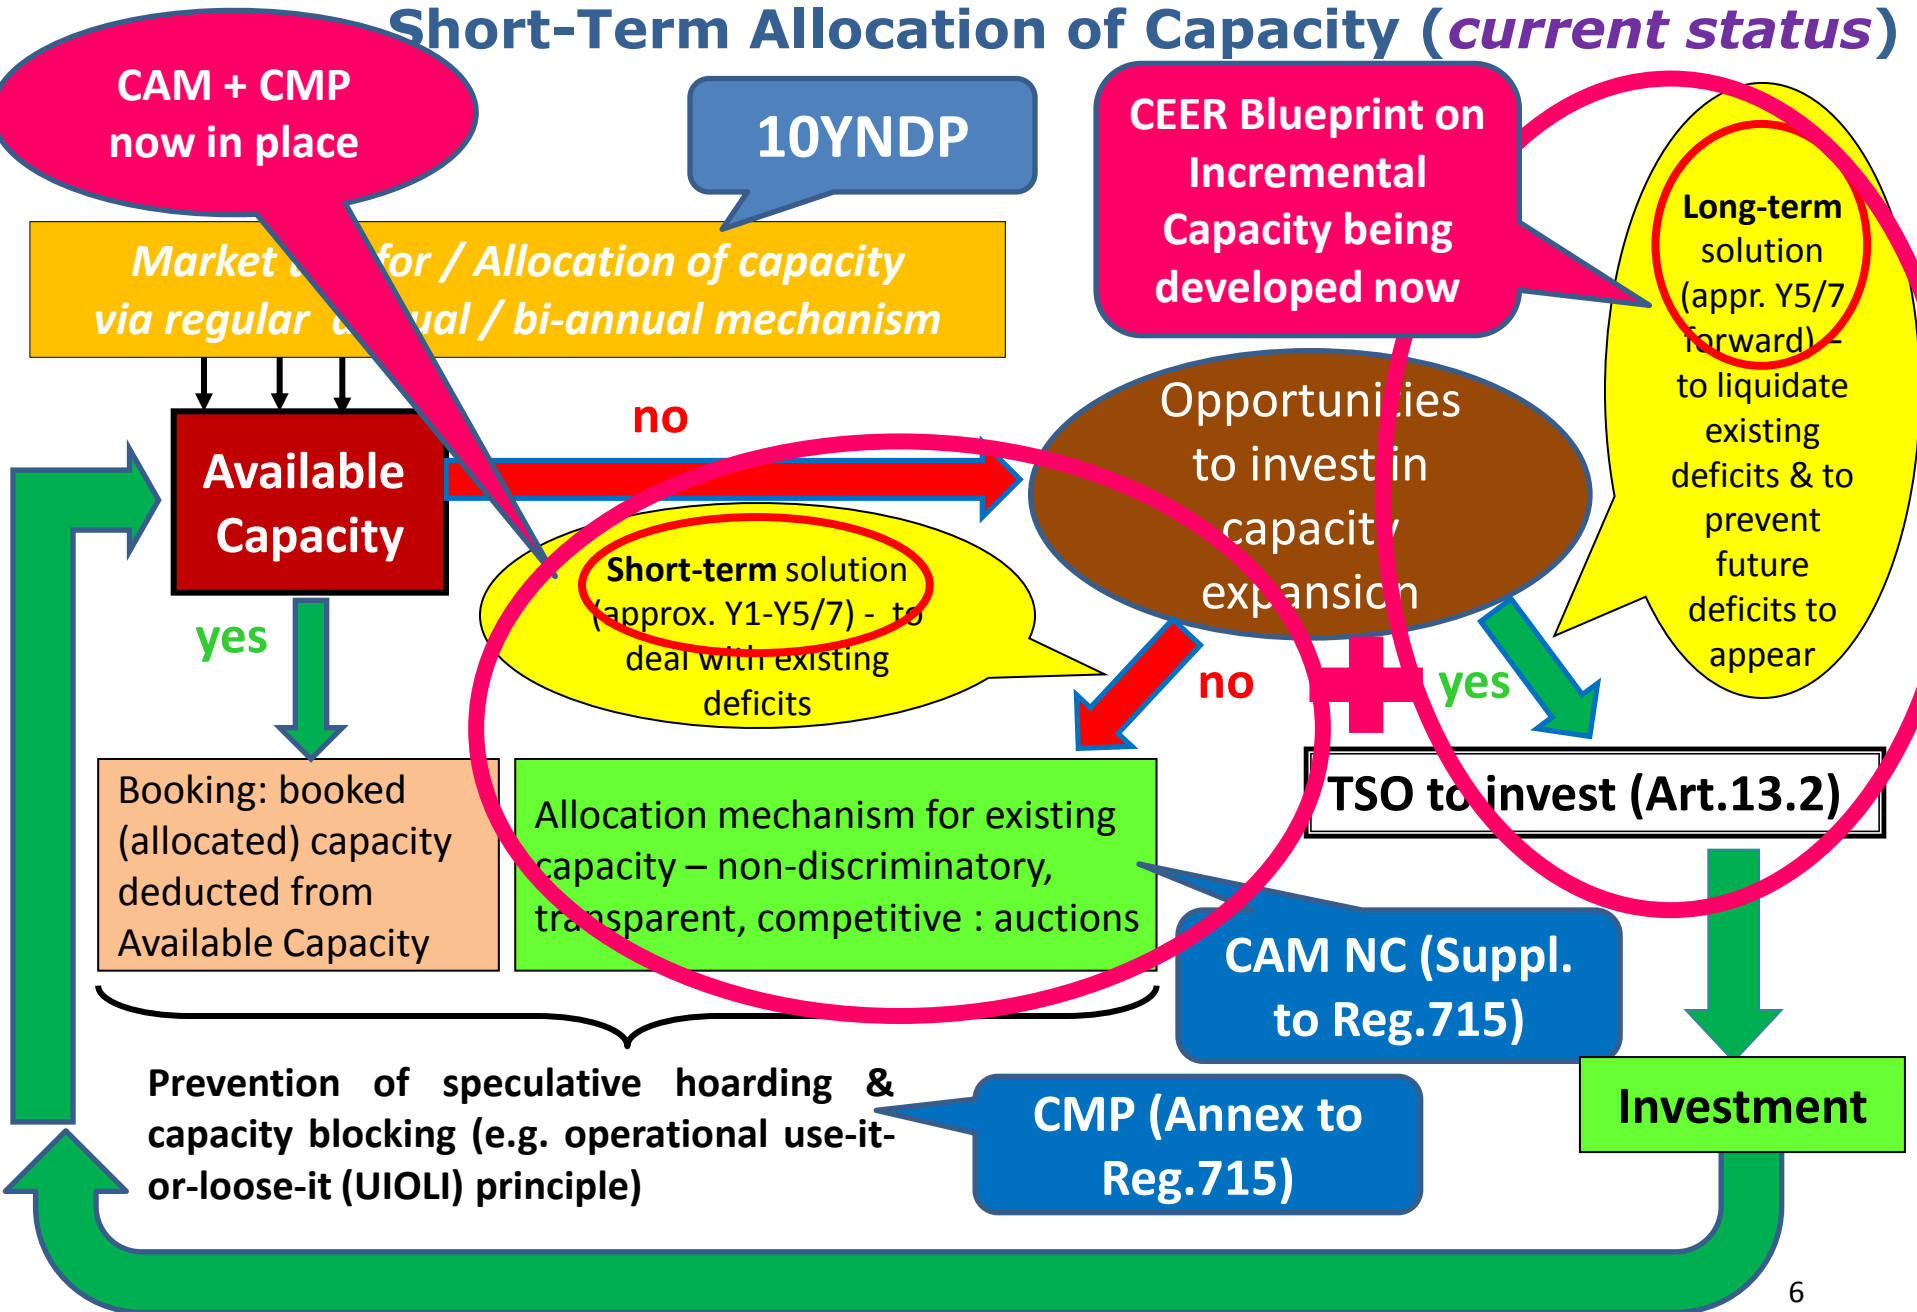 Short-Term Allocation of Capacity (current status)
CAM + CMP
now in place
10YNDP
CEER Blueprint on
Incremental
Capacity being
developed now
Long-term
solution
(appr. Y5/7
forward) –
to liquidate
existing
deficits & to
prevent
future
deficits to
appear
Market for / Allocation of capacity
via regular / bi-annual mechanism
Available
Capacity
no
Opportunities
to invest in
capacity
expansion
Short-term solution
(approx. Y1-Y5/7) - to
deal with existing
deficits
yes
no
yes
Booking: booked
(allocated) capacity
deducted from
Available Capacity
Allocation mechanism for existing
capacity – non-discriminatory,
transparent, competitive : auctions
TSO to invest (Art.13.2)
CAM NC (Suppl.
to Reg.715)
Prevention of speculative hoarding &
capacity blocking (e.g. operational use-it-
or-loose-it (UIOLI) principle)
CMP (Annex to
Reg.715)
Investment
6